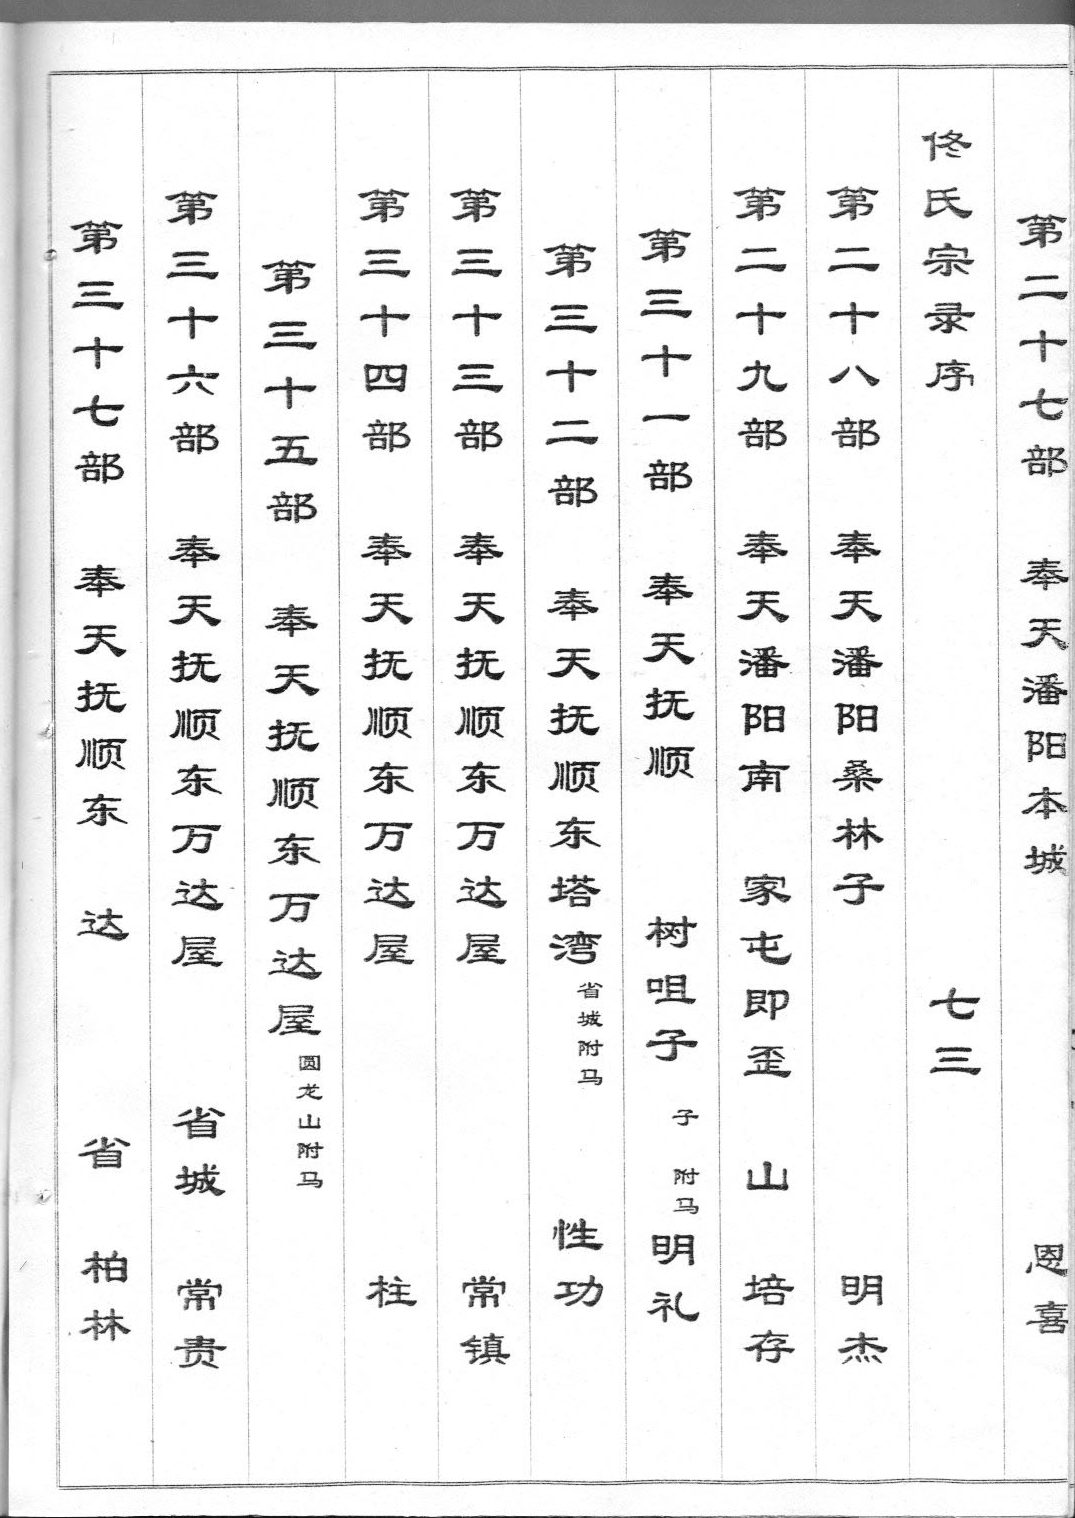 第二十七部 奉天潘阳本城 恩喜
佟氏宗录序 七三
第二十八部 奉天潘阳桑林子 明杰
第二十九部 奉天潘阳南 家屯即歪 山 培存
第三十一部 奉天抚顺 树咀子 子 附马 明礼
第三十二部 奉天抚顺东塔湾 省城附马 性功
第三十三部 奉天抚顺东万达屋 常镇
第三十四部 奉天抚顺东万达屋 柱
第三十五部 奉天抚顺东万达屋 圆龙山附马
第三十六部 奉天抚顺东万达屋 省城 常贵
第三十七部 奉天抚顺东 达 省 柏林